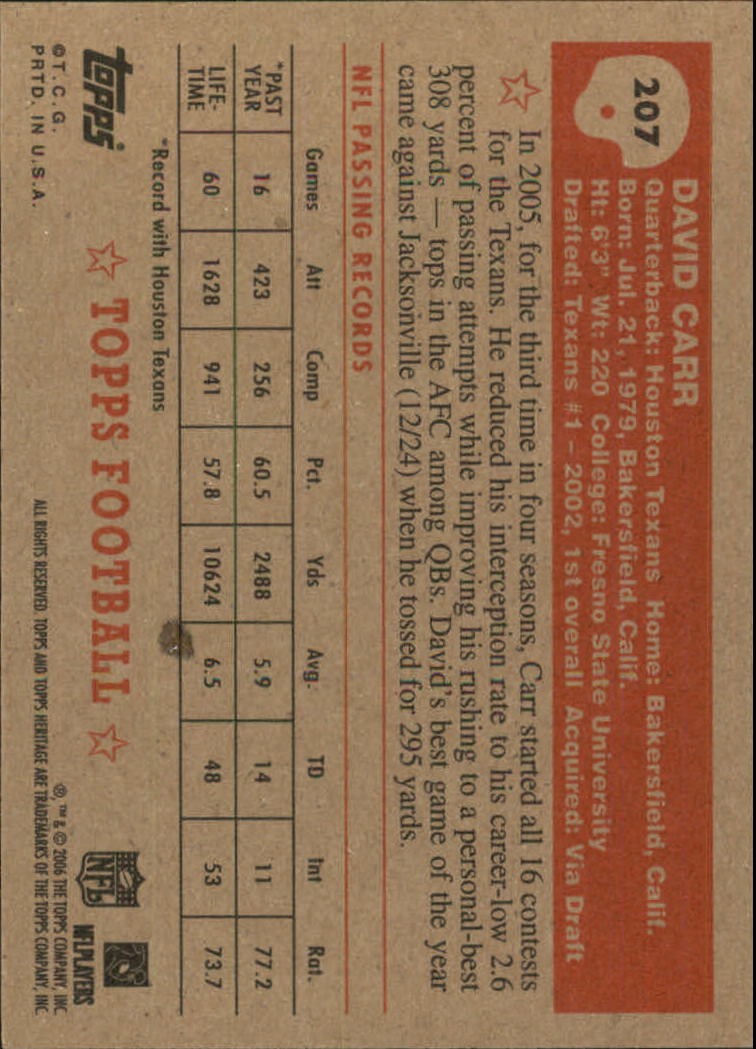 207
DAVID CARR
Quarterback: Houston Texans Home: Bakersfield, Calif.
Born: Jul. 21, 1979, Bakersfield, Calif.
Ht: 6'3" Wt: 220 College: Fresno State University
Drafted: Texans #1 – 2002, 1st overall Acquired: Via Draft
In 2005, for the third time in four seasons, Carr started all 16 contests
for the Texans. He reduced his interception rate to his career-low 2.6
percent of passing attempts while improving his rushing to a personal-best
308 yards — tops in the AFC among QBs. David's best game of the year
came against Jacksonville (12/24) when he tossed for 295 yards.
NFL PASSING RECORDS
Games Att Comp Pct. Yds Avg. TD Int Rat.
*PAST YEAR 16 423 256 60.5 2488 5.9 14 11 77.2
LIFE-TIME 60 1628 941 57.8 10624 6.5 48 53 73.7
*Record with Houston Texans
Topps
TOPPS FOOTBALL
NFL
NFLPLAYERS
©T.C.G.
PRTD. IN U.S.A.
®, ™ & © 2006 THE TOPPS COMPANY, INC
ALL RIGHTS RESERVED. TOPPS AND TOPPS HERITAGE ARE TRADEMARKS OF THE TOPPS COMPANY, INC